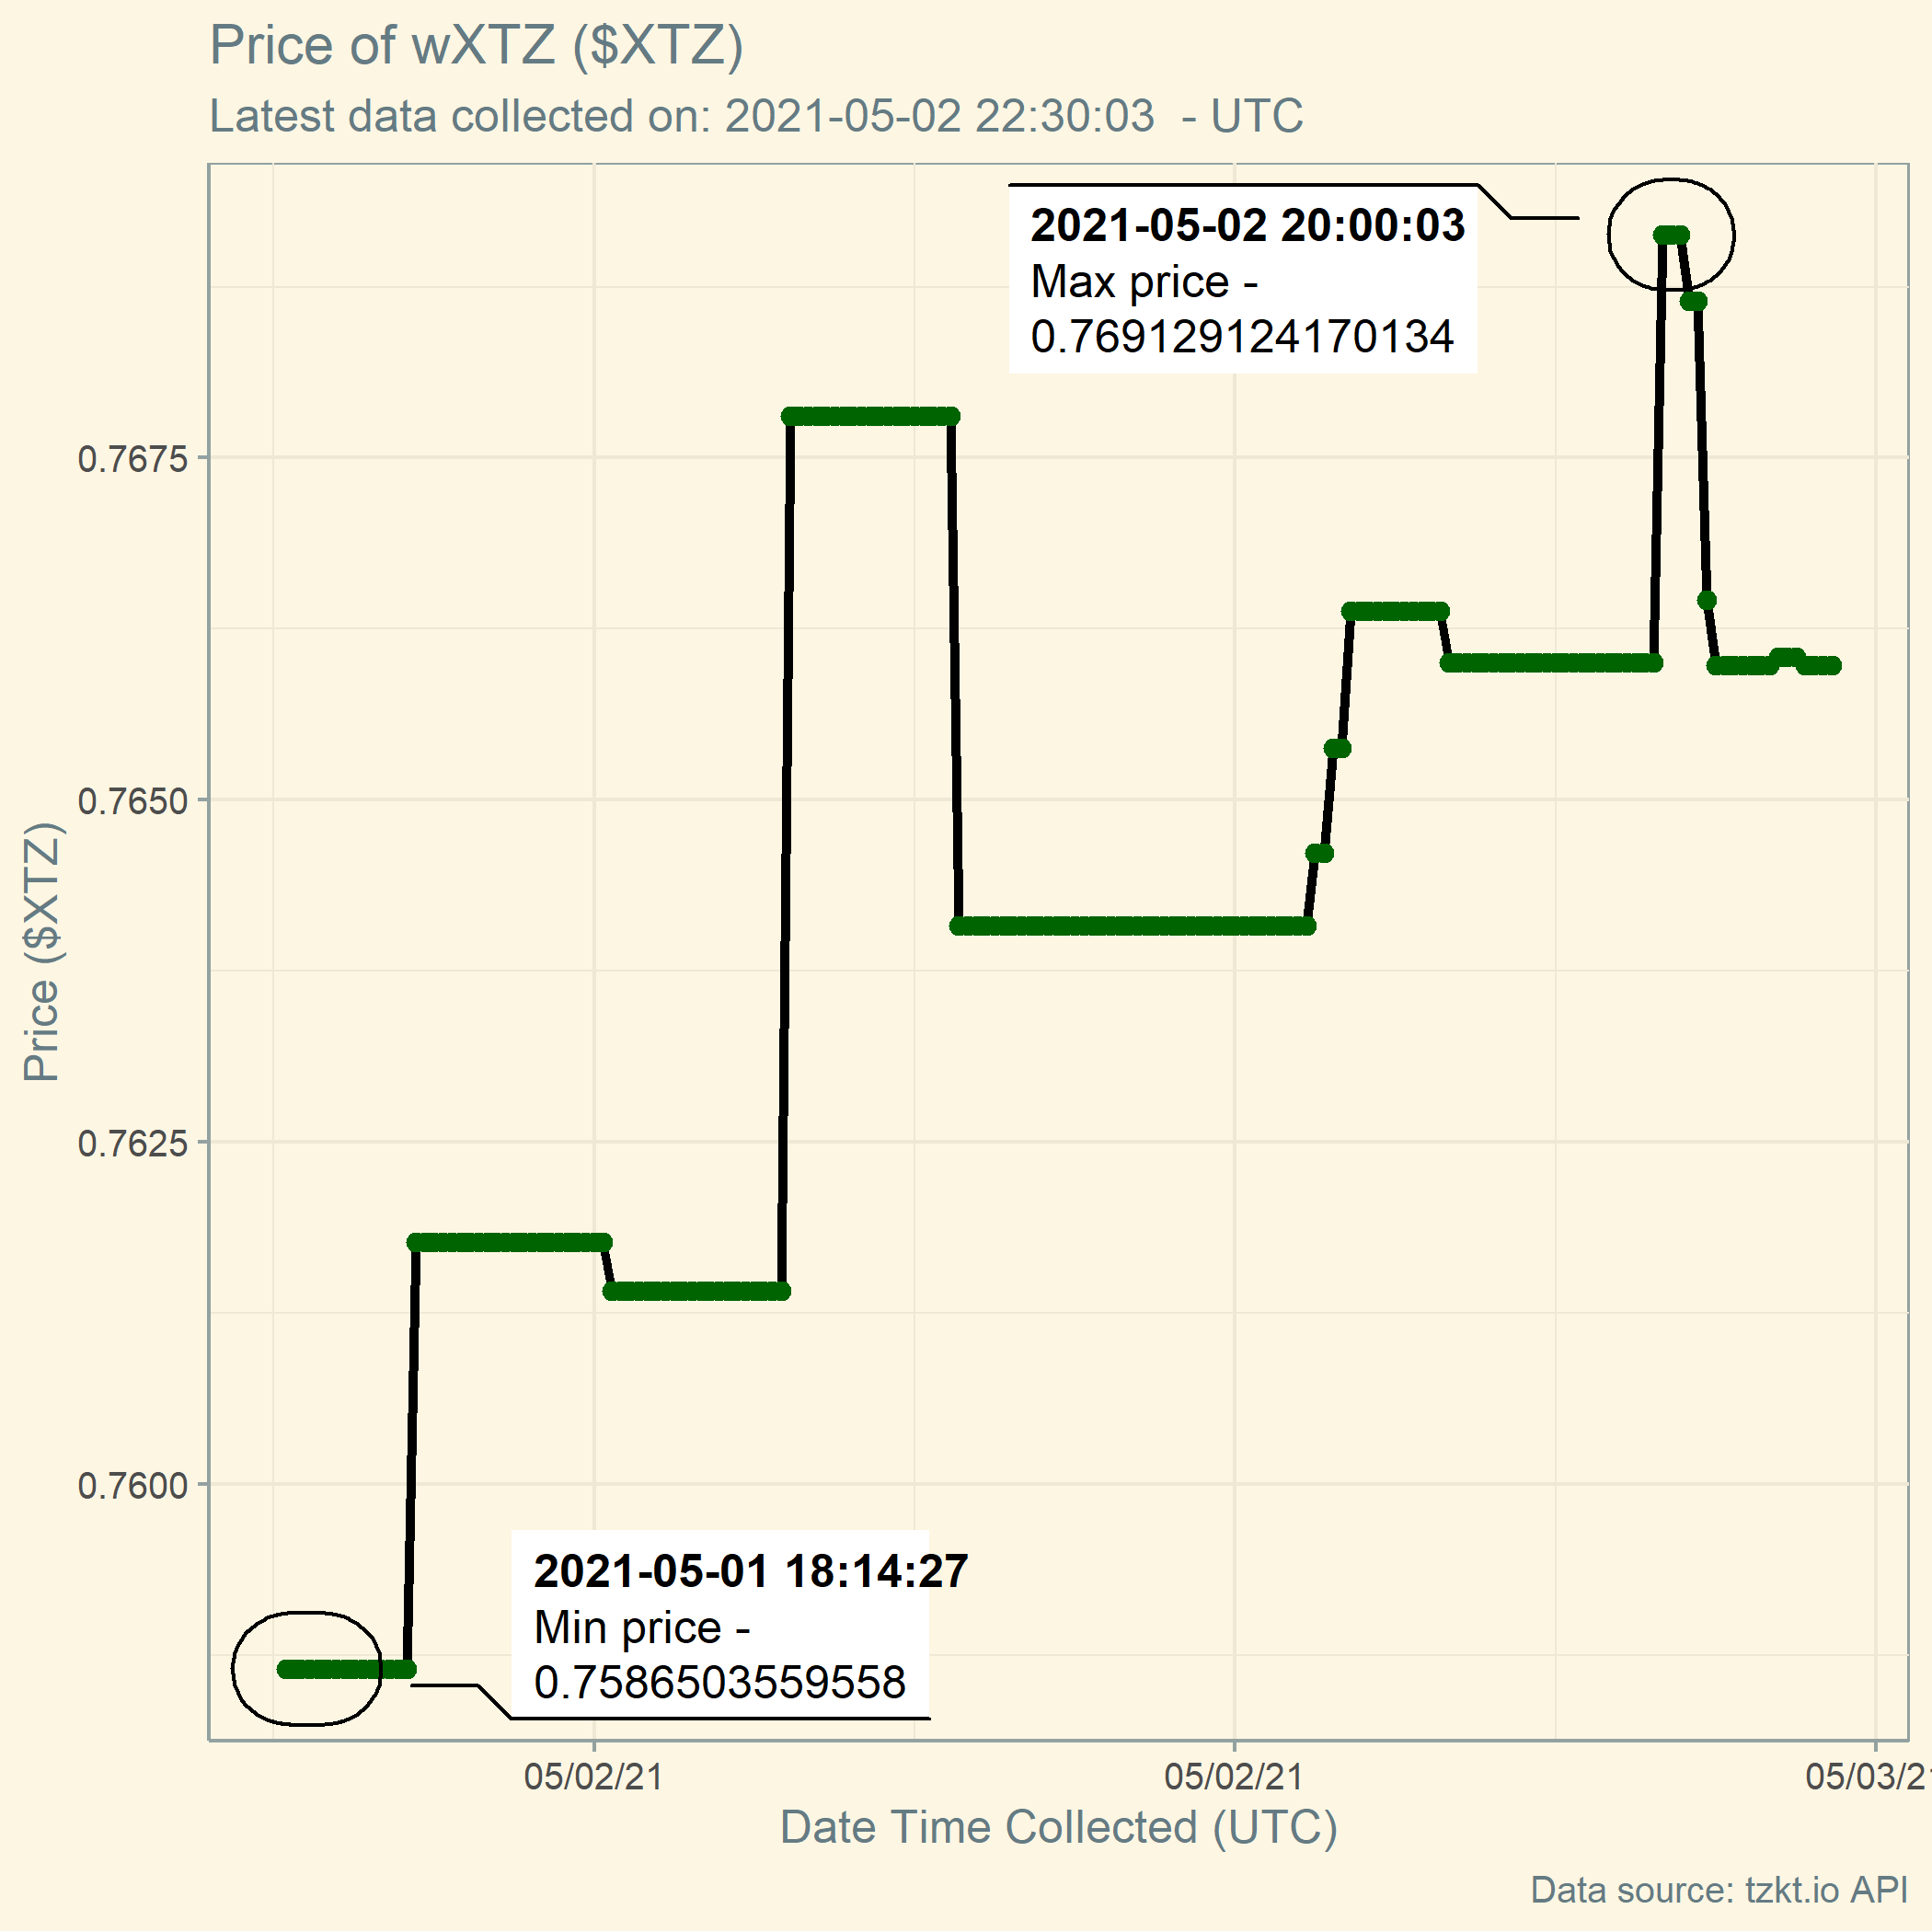 Price of wXTZ ($XTZ)
Latest data collected on: 2021-05-02 22:30:03  - UTC
2021-05-02 20:00:03
Max price -
0.769129124170134
0.7675
0.7650
0.7625
0.7600
Price ($XTZ)
2021-05-01 18:14:27
Min price -
0.7586503559558
05/02/21
05/02/21
05/03/21
Date Time Collected (UTC)
Data source: tzkt.io API